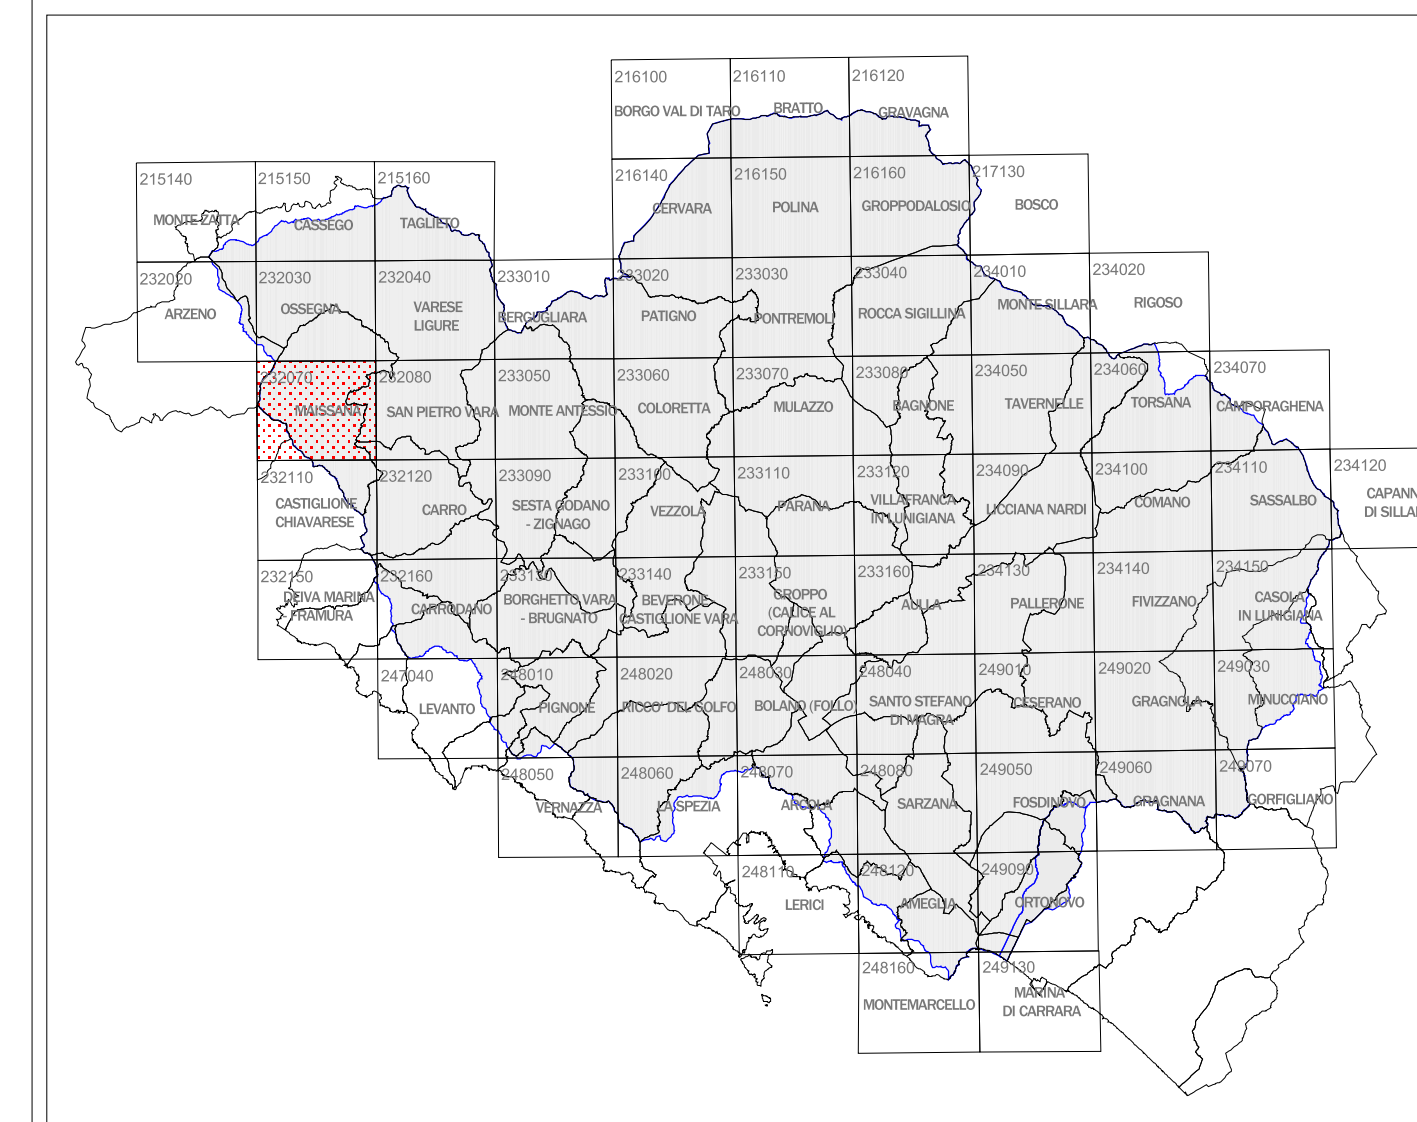 216100
BORGO VAL DI TARO
216110
BRATTO
216120
GRAVAGNA
215140
MONTE ZATTA
215150
CASSEGO
215160
TAGLIETO
216140
CERVARA
216150
POLINA
216160
GROPPODALOSIO
217130
BOSCO
232020
ARZENO
232030
OSSEGNA
232040
VARESE
LIGURE
233010
BERGUGLIARA
233020
PATIGNO
233030
PONTREMOLI
233040
ROCCA SIGILLINA
234010
MONTE SILLARA
234020
RIGOSO
232070
MAISSANA
232080
SAN PIETRO VARA
233050
MONTE ANTESSIO
233060
COLORETTA
233070
MULAZZO
233080
BAGNONE
234050
TAVERNELLE
234060
TORSANA
234070
CAMPORAGHENA
232110
CASTIGLIONE
CHIAVARESE
232120
CARRO
233090
SESTA GODANO
- ZIGNAGO
233100
VEZZOLA
233110
PARANA
233120
VILLAFRANCA
IN LUNIGIANA
234090
LICCIANA NARDI
234100
COMANO
234110
SASSALBO
234120
CAPANN
DI SILLA
232150
DEIVA MARINA
- FRAMURA
232160
CARRODANO
233130
BORGHETTO VARA
- BRUGNATO
233140
BEVERONE
CASTIGLIONE VARA
233150
GROPPO
(CALICE AL
CORNOVIGLIO)
233160
AULLA
234130
PALLERONE
234140
FIVIZZANO
234150
CASOLA
IN LUNIGIANA
247040
LEVANTO
248010
PIGNONE
248020
RICCO' DEL GOLFO
248030
BOLANO (FOLLO)
248040
SANTO STEFANO
DI MAGRA
249010
CESERANO
249020
GRAGNOLA
249030
MINUCCIANO
248050
VERNAZZA
248060
LA SPEZIA
248070
ARCOLA
248080
SARZANA
249050
FOSDINOVO
249060
GRAGNANA
249070
GORFIGLIANO
248110
LERICI
248120
AMEGLIA
249090
ORTONOVO
248160
MONTEMARCELLO
249130
MARINA
DI CARRARA